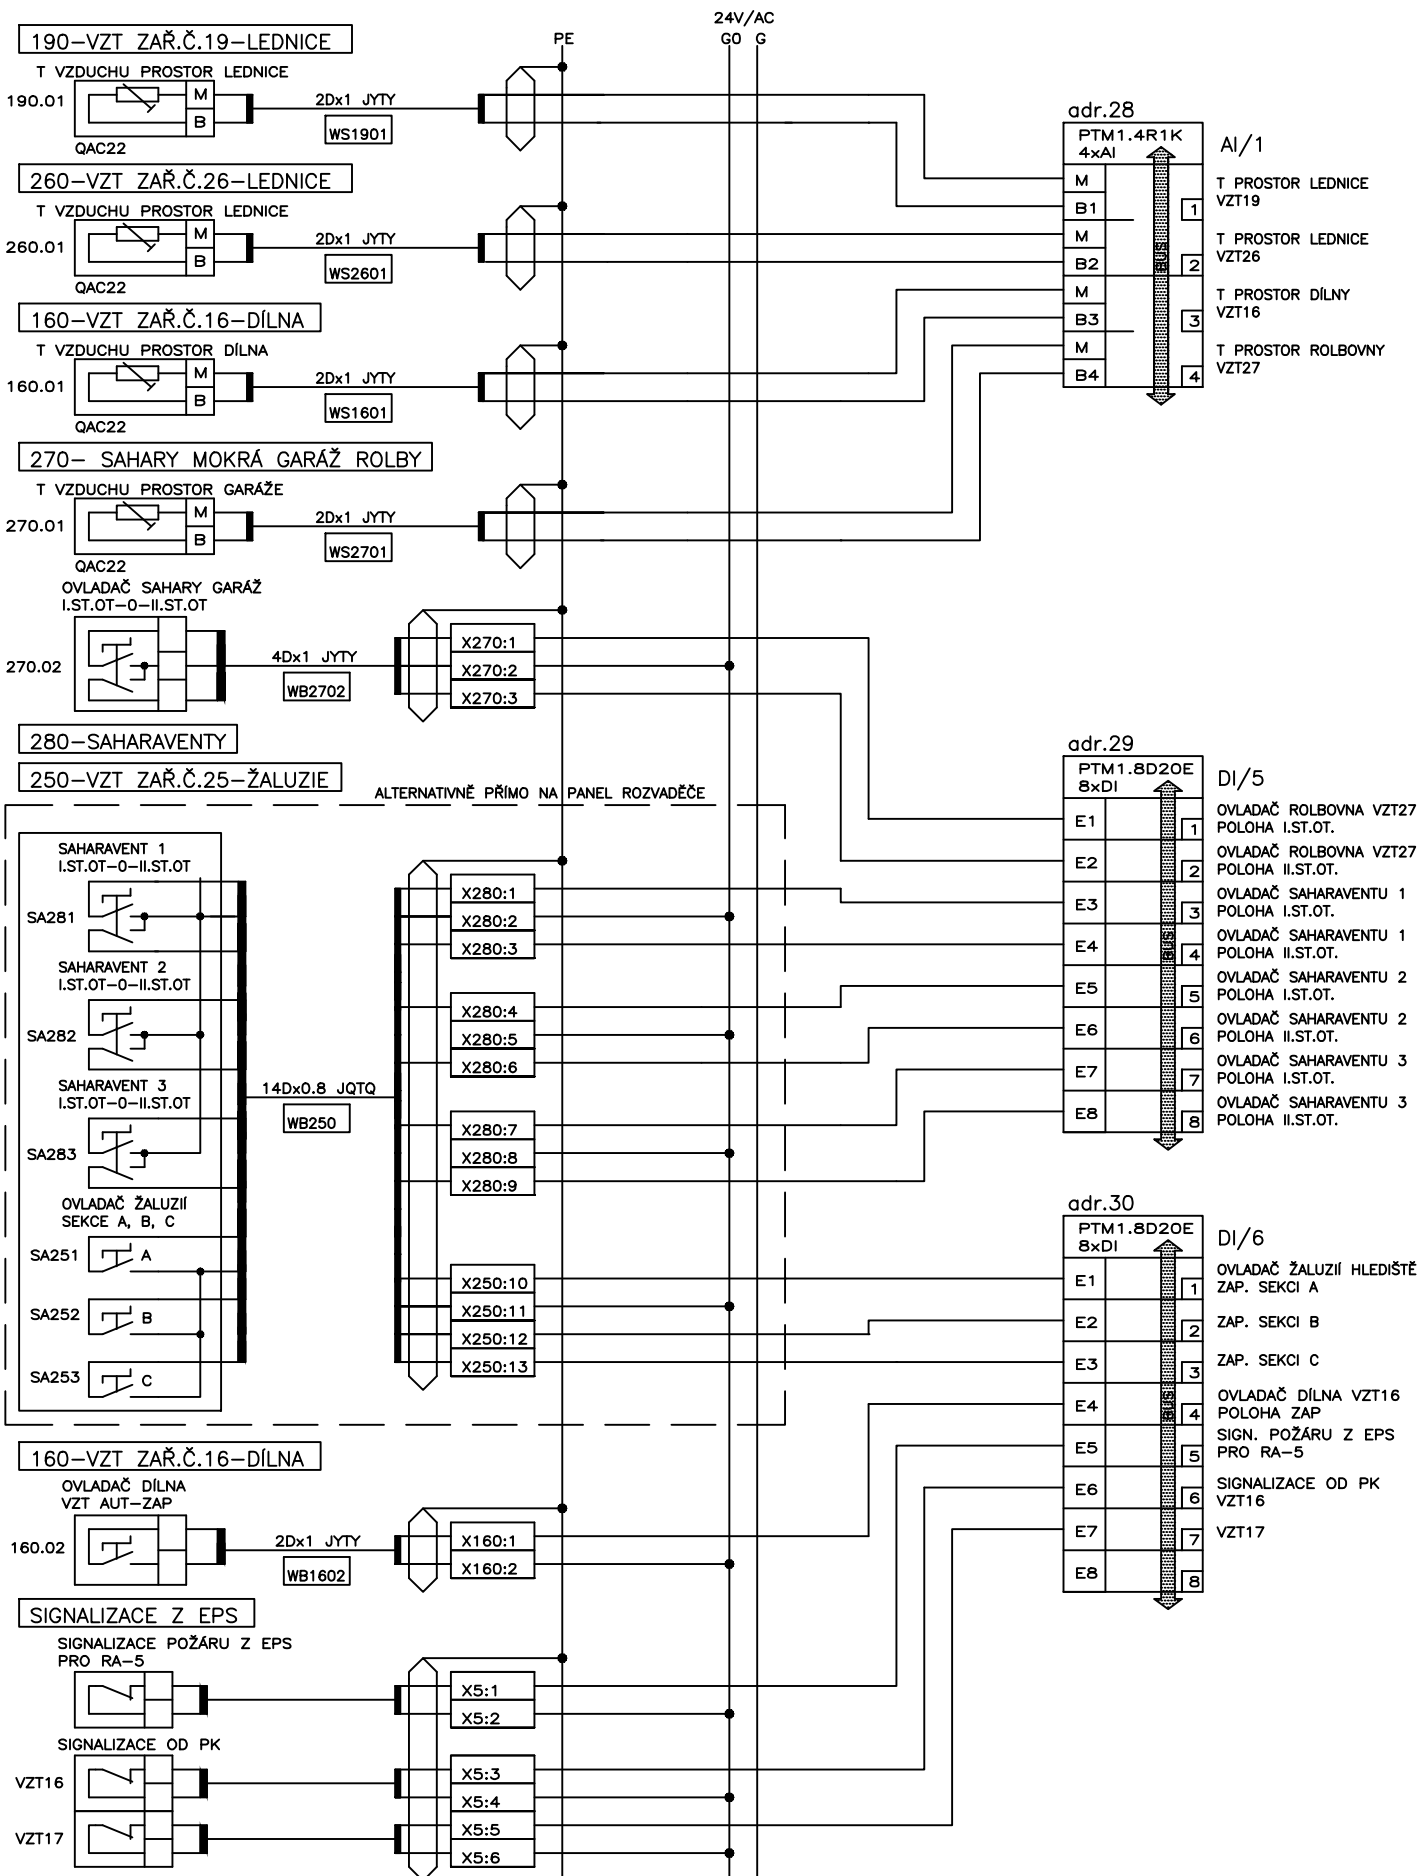 24V/AC
PE
G0 G
190-VZT ZAŘ.Č.19-LEDNICE
T VZDUCHU PROSTOR LEDNICE
190.01
M
B
QAC22
2Dx1 JYTY
WS1901
260-VZT ZAŘ.Č.26-LEDNICE
T VZDUCHU PROSTOR LEDNICE
260.01
M
B
QAC22
2Dx1 JYTY
WS2601
160-VZT ZAŘ.Č.16-DÍLNA
T VZDUCHU PROSTOR DÍLNA
160.01
M
B
QAC22
2Dx1 JYTY
WS1601
270- SAHARY MOKRÁ GARÁŽ ROLBY
T VZDUCHU PROSTOR GARÁŽE
270.01
M
B
QAC22
2Dx1 JYTY
WS2701
OVLADAČ SAHARY GARÁŽ
I.ST.OT-0-II.ST.OT
270.02
4Dx1 JYTY
WB2702
X270:1
X270:2
X270:3
280-SAHARAVENTY
250-VZT ZAŘ.Č.25-ŽALUZIE
ALTERNATIVNĚ PŘÍMO NA PANEL ROZVADĚČE
SAHARAVENT 1
I.ST.OT-0-II.ST.OT
SA281
SAHARAVENT 2
I.ST.OT-0-II.ST.OT
SA282
SAHARAVENT 3
I.ST.OT-0-II.ST.OT
SA283
OVLADAČ ŽALUZIÍ
SEKCE A, B, C
SA251
A
SA252
B
SA253
C
14Dx0.8 JQTQ
WB250
X280:1
X280:2
X280:3
X280:4
X280:5
X280:6
X280:7
X280:8
X280:9
X250:10
X250:11
X250:12
X250:13
160-VZT ZAŘ.Č.16-DÍLNA
OVLADAČ DÍLNA
VZT AUT-ZAP
160.02
2Dx1 JYTY
WB1602
X160:1
X160:2
SIGNALIZACE Z EPS
SIGNALIZACE POŽÁRU Z EPS
PRO RA-5
X5:1
X5:2
SIGNALIZACE OD PK
VZT16
X5:3
X5:4
VZT17
X5:5
X5:6
adr.28
PTM1.4R1K
4xAI
AI/1
BUS
M
B1
1
T PROSTOR LEDNICE
VZT19
M
B2
2
T PROSTOR LEDNICE
VZT26
M
B3
3
T PROSTOR DÍLNY
VZT16
M
B4
4
T PROSTOR ROLBOVNY
VZT27
adr.29
PTM1.8D20E
8xDI
DI/5
BUS
E1
1
OVLADAČ ROLBOVNA VZT27
POLOHA I.ST.OT.
E2
2
OVLADAČ ROLBOVNA VZT27
POLOHA II.ST.OT.
E3
3
OVLADAČ SAHARAVENTU 1
POLOHA I.ST.OT.
E4
4
OVLADAČ SAHARAVENTU 1
POLOHA II.ST.OT.
E5
5
OVLADAČ SAHARAVENTU 2
POLOHA I.ST.OT.
E6
6
OVLADAČ SAHARAVENTU 2
POLOHA II.ST.OT.
E7
7
OVLADAČ SAHARAVENTU 3
POLOHA I.ST.OT.
E8
8
OVLADAČ SAHARAVENTU 3
POLOHA II.ST.OT.
adr.30
PTM1.8D20E
8xDI
DI/6
BUS
E1
1
OVLADAČ ŽALUZIÍ HLEDIŠTĚ
ZAP. SEKCI A
E2
2
ZAP. SEKCI B
E3
3
ZAP. SEKCI C
E4
4
OVLADAČ DÍLNA VZT16
POLOHA ZAP
E5
5
SIGN. POŽÁRU Z EPS
PRO RA-5
E6
6
SIGNALIZACE OD PK
VZT16
E7
7
VZT17
E8
8